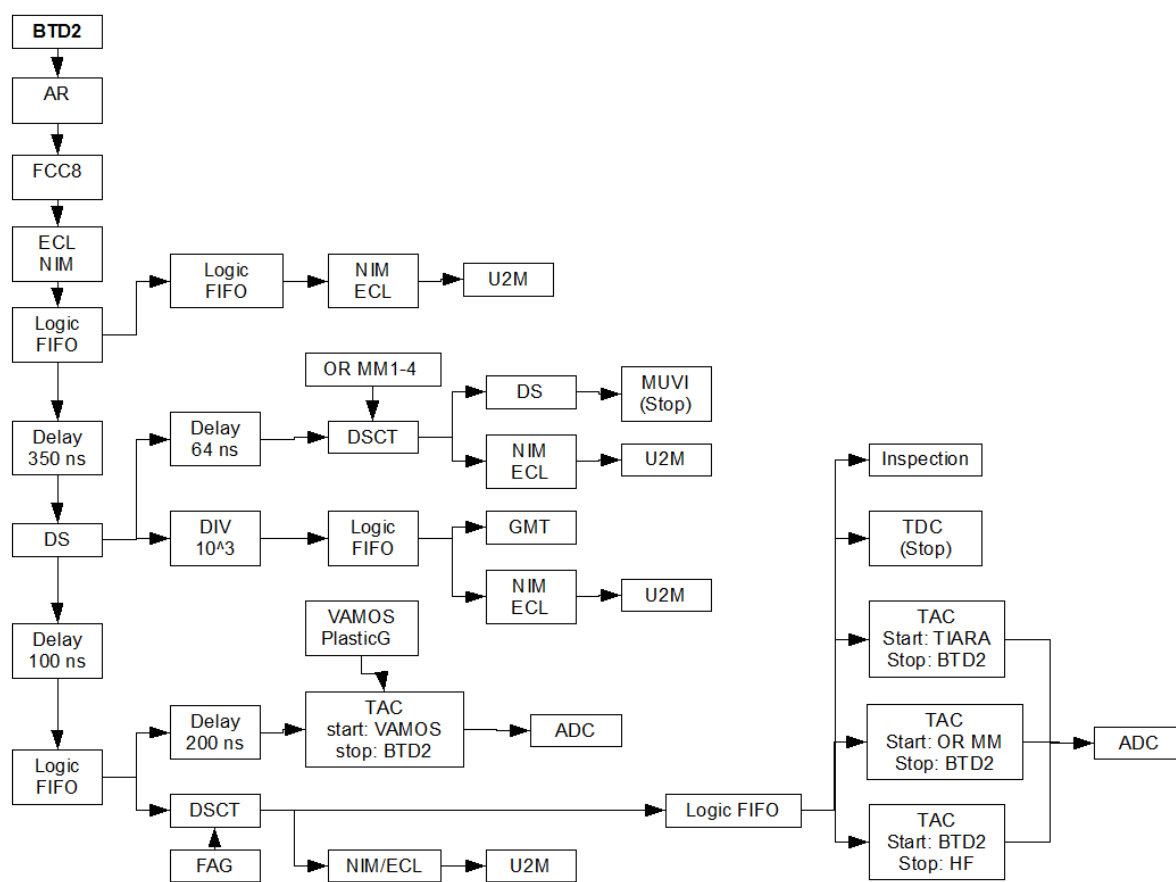 BTD2
AR
FCC8
ECL
NIM
Logic
FIFO
Logic
FIFO
NIM
ECL
U2M
OR MM1-4
Delay
350 ns
Delay
64 ns
DSCT
DS
MUVI
(Stop)
NIM
ECL
U2M
DS
DIV
10^3
Logic
FIFO
GMT
NIM
ECL
U2M
Inspection
TDC
(Stop)
Delay
100 ns
VAMOS
PlasticG
TAC
Start: TIARA
Stop: BTD2
Logic
FIFO
Delay
200 ns
TAC
start: VAMOS
stop: BTD2
ADC
TAC
Start: OR MM
Stop: BTD2
ADC
DSCT
Logic FIFO
TAC
Start: BTD2
Stop: HF
FAG
NIM/ECL
U2M